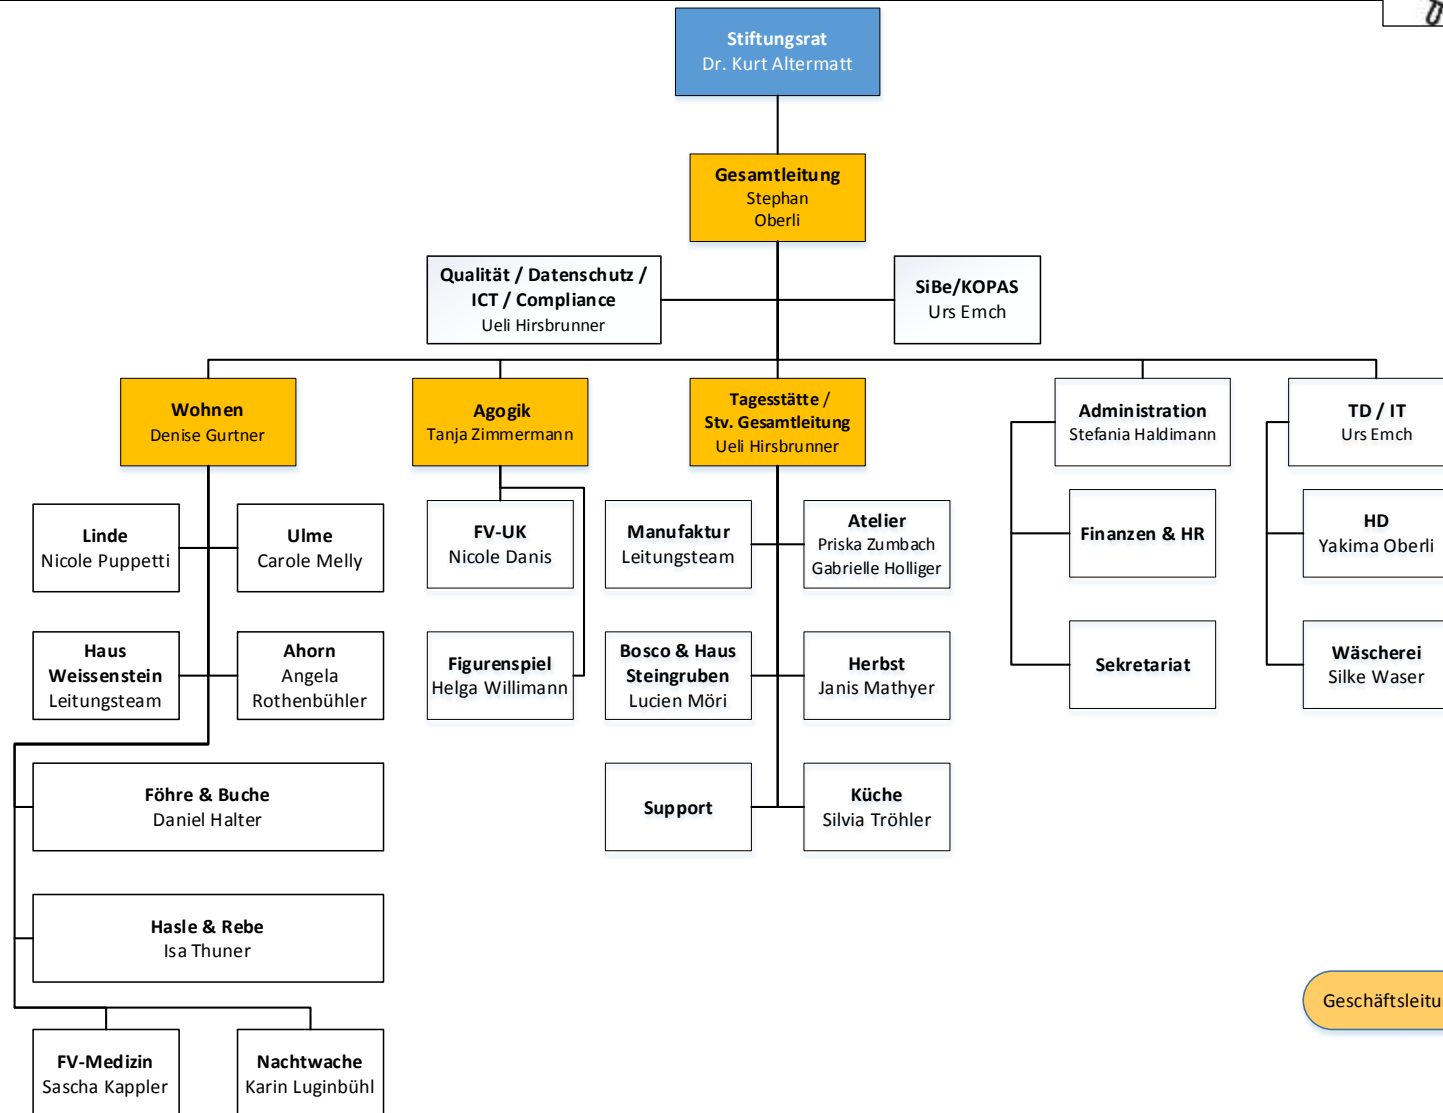 Stiftungsrat
Dr. Kurt Altermatt
Gesamtleitung
Stephan
Oberli
Qualität / Datenschutz /
ICT / Compliance
Ueli Hirsbrunner
SiBe/KOPAS
Urs Emch
Wohnen
Denise Gurtner
Agogik
Tanja Zimmermann
Tagesstätte /
Stv. Gesamtleitung
Ueli Hirsbrunner
Administration
Stefania Haldimann
TD / IT
Urs Emch
Linde
Nicole Puppetti
Ulme
Carole Melly
FV-UK
Nicole Danis
Manufaktur
Leitungsteam
Atelier
Priska Zumbach
Gabrielle Holliger
Finanzen & HR
HD
Yakima Oberli
Haus
Weissenstein
Leitungsteam
Ahorn
Angela
Rothenbühler
Figurenspiel
Helga Willimann
Bosco & Haus
Steingruben
Lucien Möri
Herbst
Janis Mathyer
Sekretariat
Wäscherei
Silke Waser
Föhre & Buche
Daniel Halter
Support
Küche
Silvia Tröhler
Hasle & Rebe
Isa Thuner
Geschäftsleitu
FV-Medizin
Sascha Kappler
Nachtwache
Karin Luginbühl